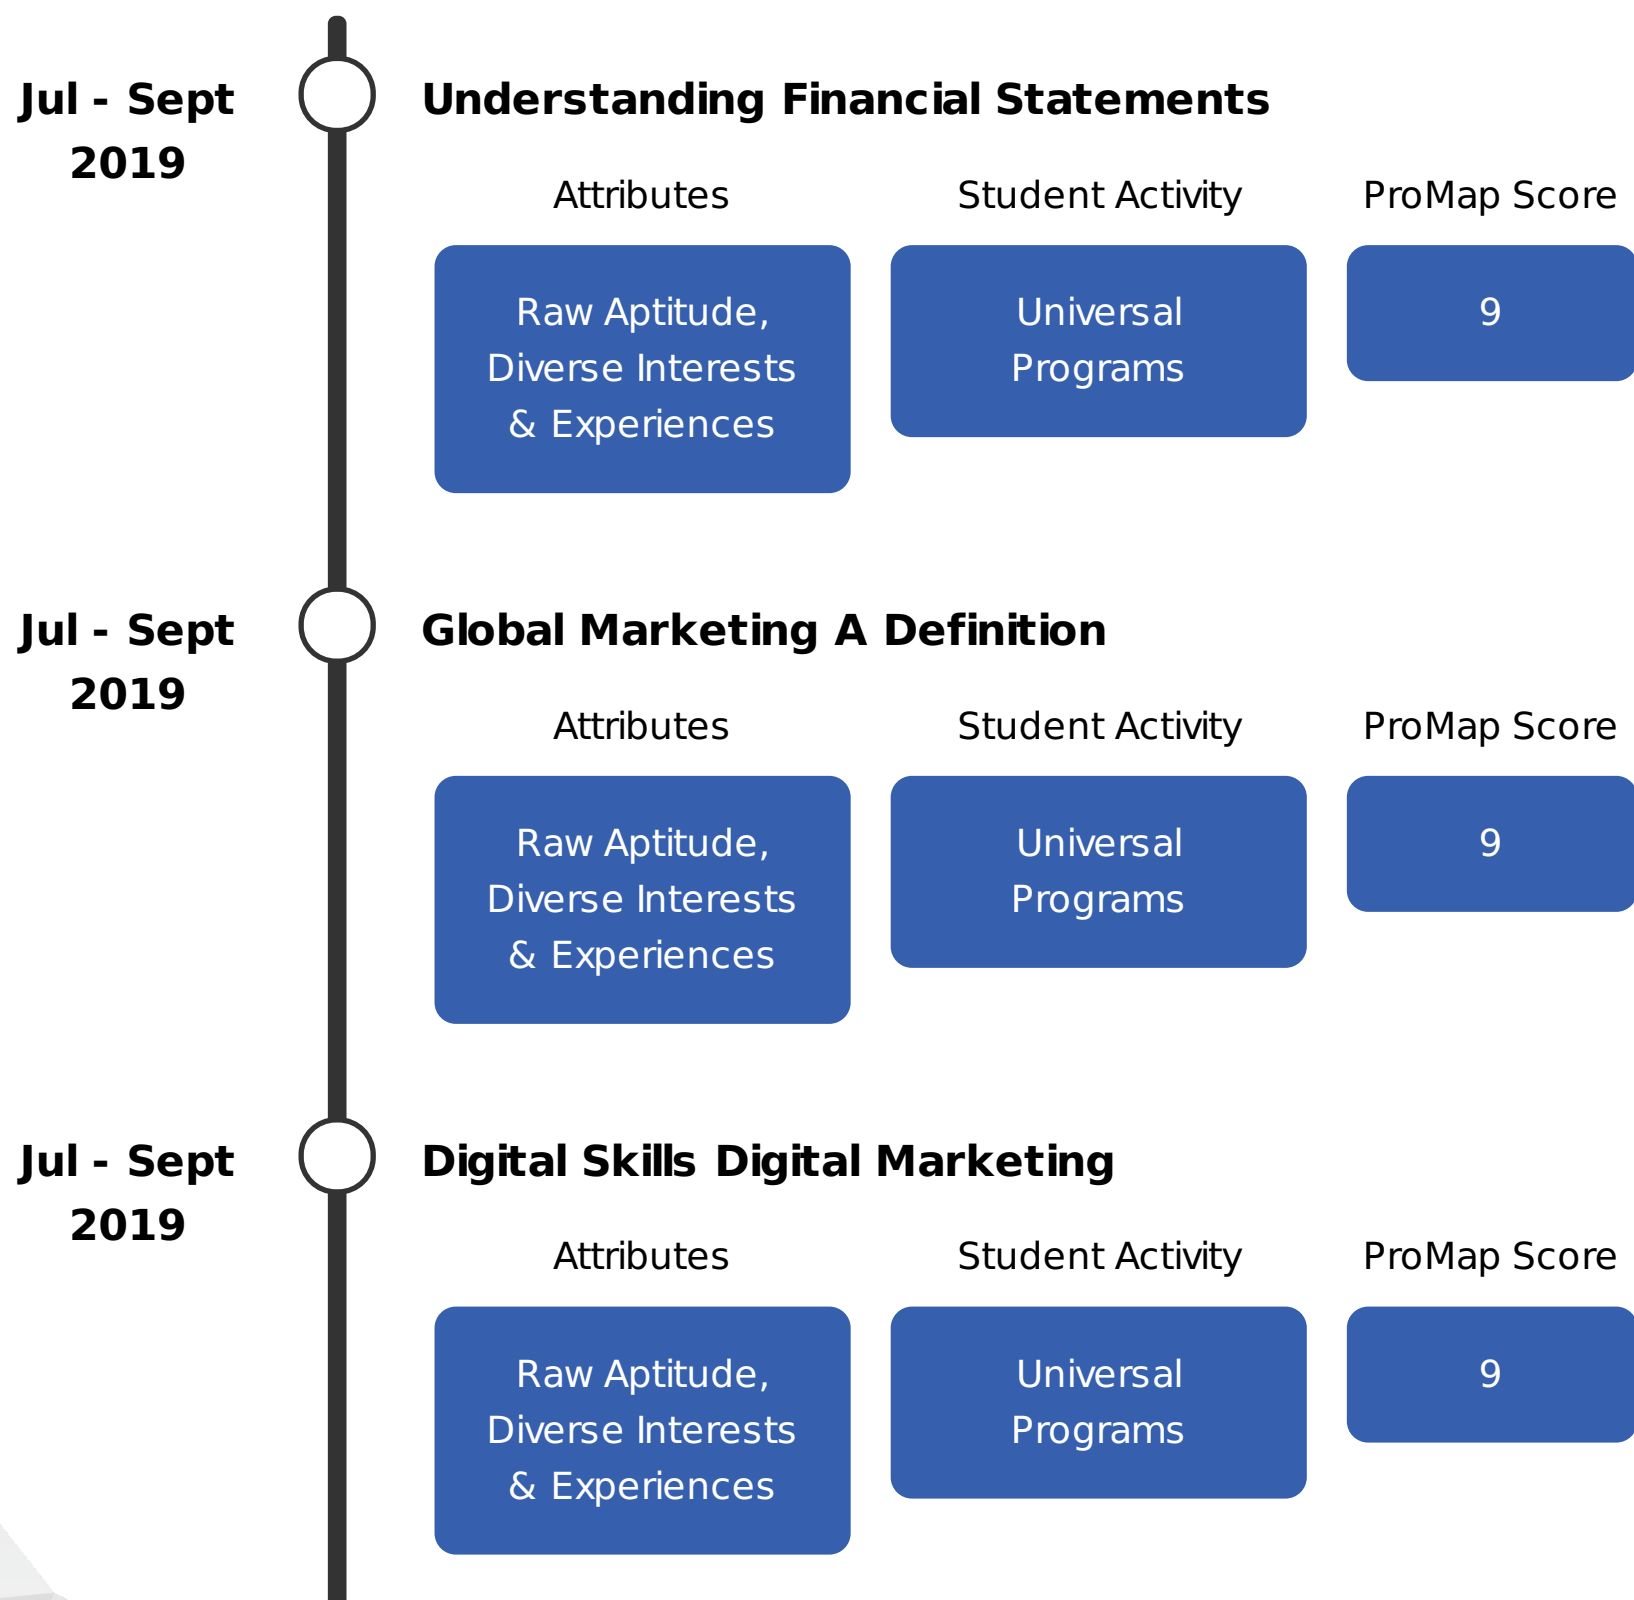 Jul - Sept
2019
Understanding Financial Statements
Attributes
Student Activity
ProMap Score
Raw Aptitude,
Diverse Interests
& Experiences
Universal
Programs
9
Jul - Sept
2019
Global Marketing A Definition
Attributes
Student Activity
ProMap Score
Raw Aptitude,
Diverse Interests
& Experiences
Universal
Programs
9
Jul - Sept
2019
Digital Skills Digital Marketing
Attributes
Student Activity
ProMap Score
Raw Aptitude,
Diverse Interests
& Experiences
Universal
Programs
9